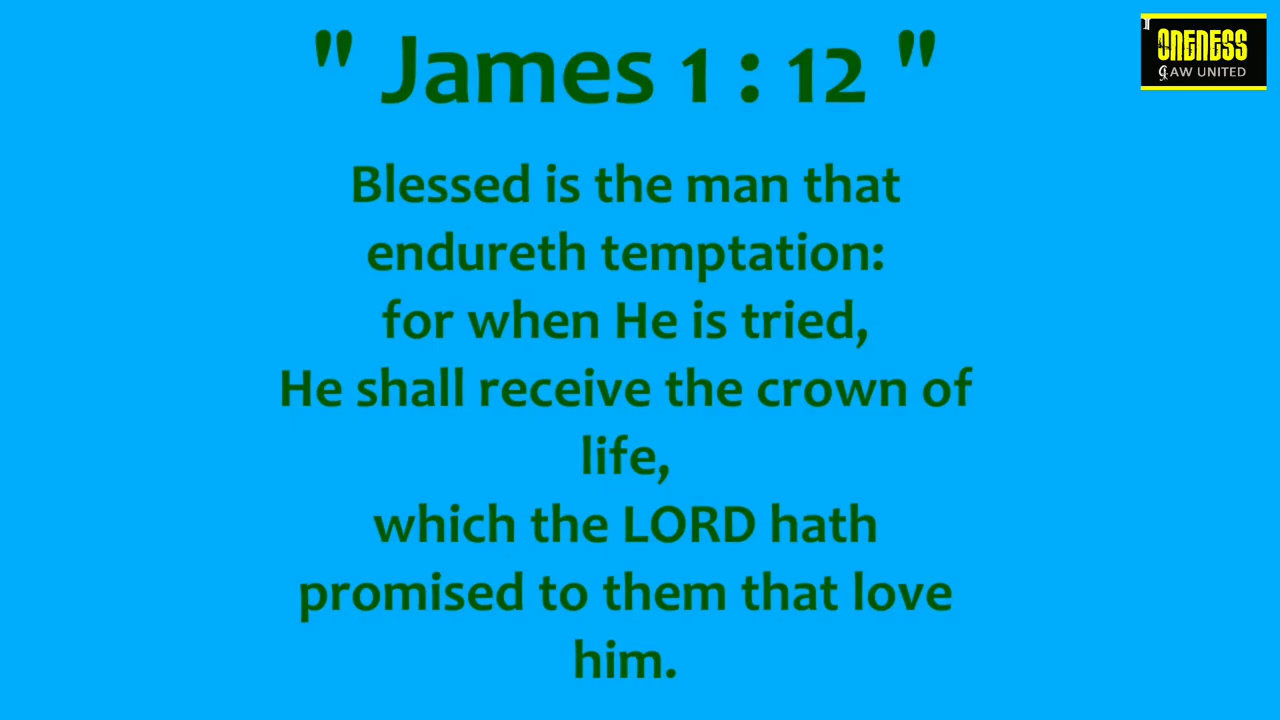 " James 1 : 12 "
ONENESS
GAW UNITED
Blessed is the man that
endureth temptation:
for when He is tried,
He shall receive the crown of
life,
which the LORD hath
promised to them that love
him.